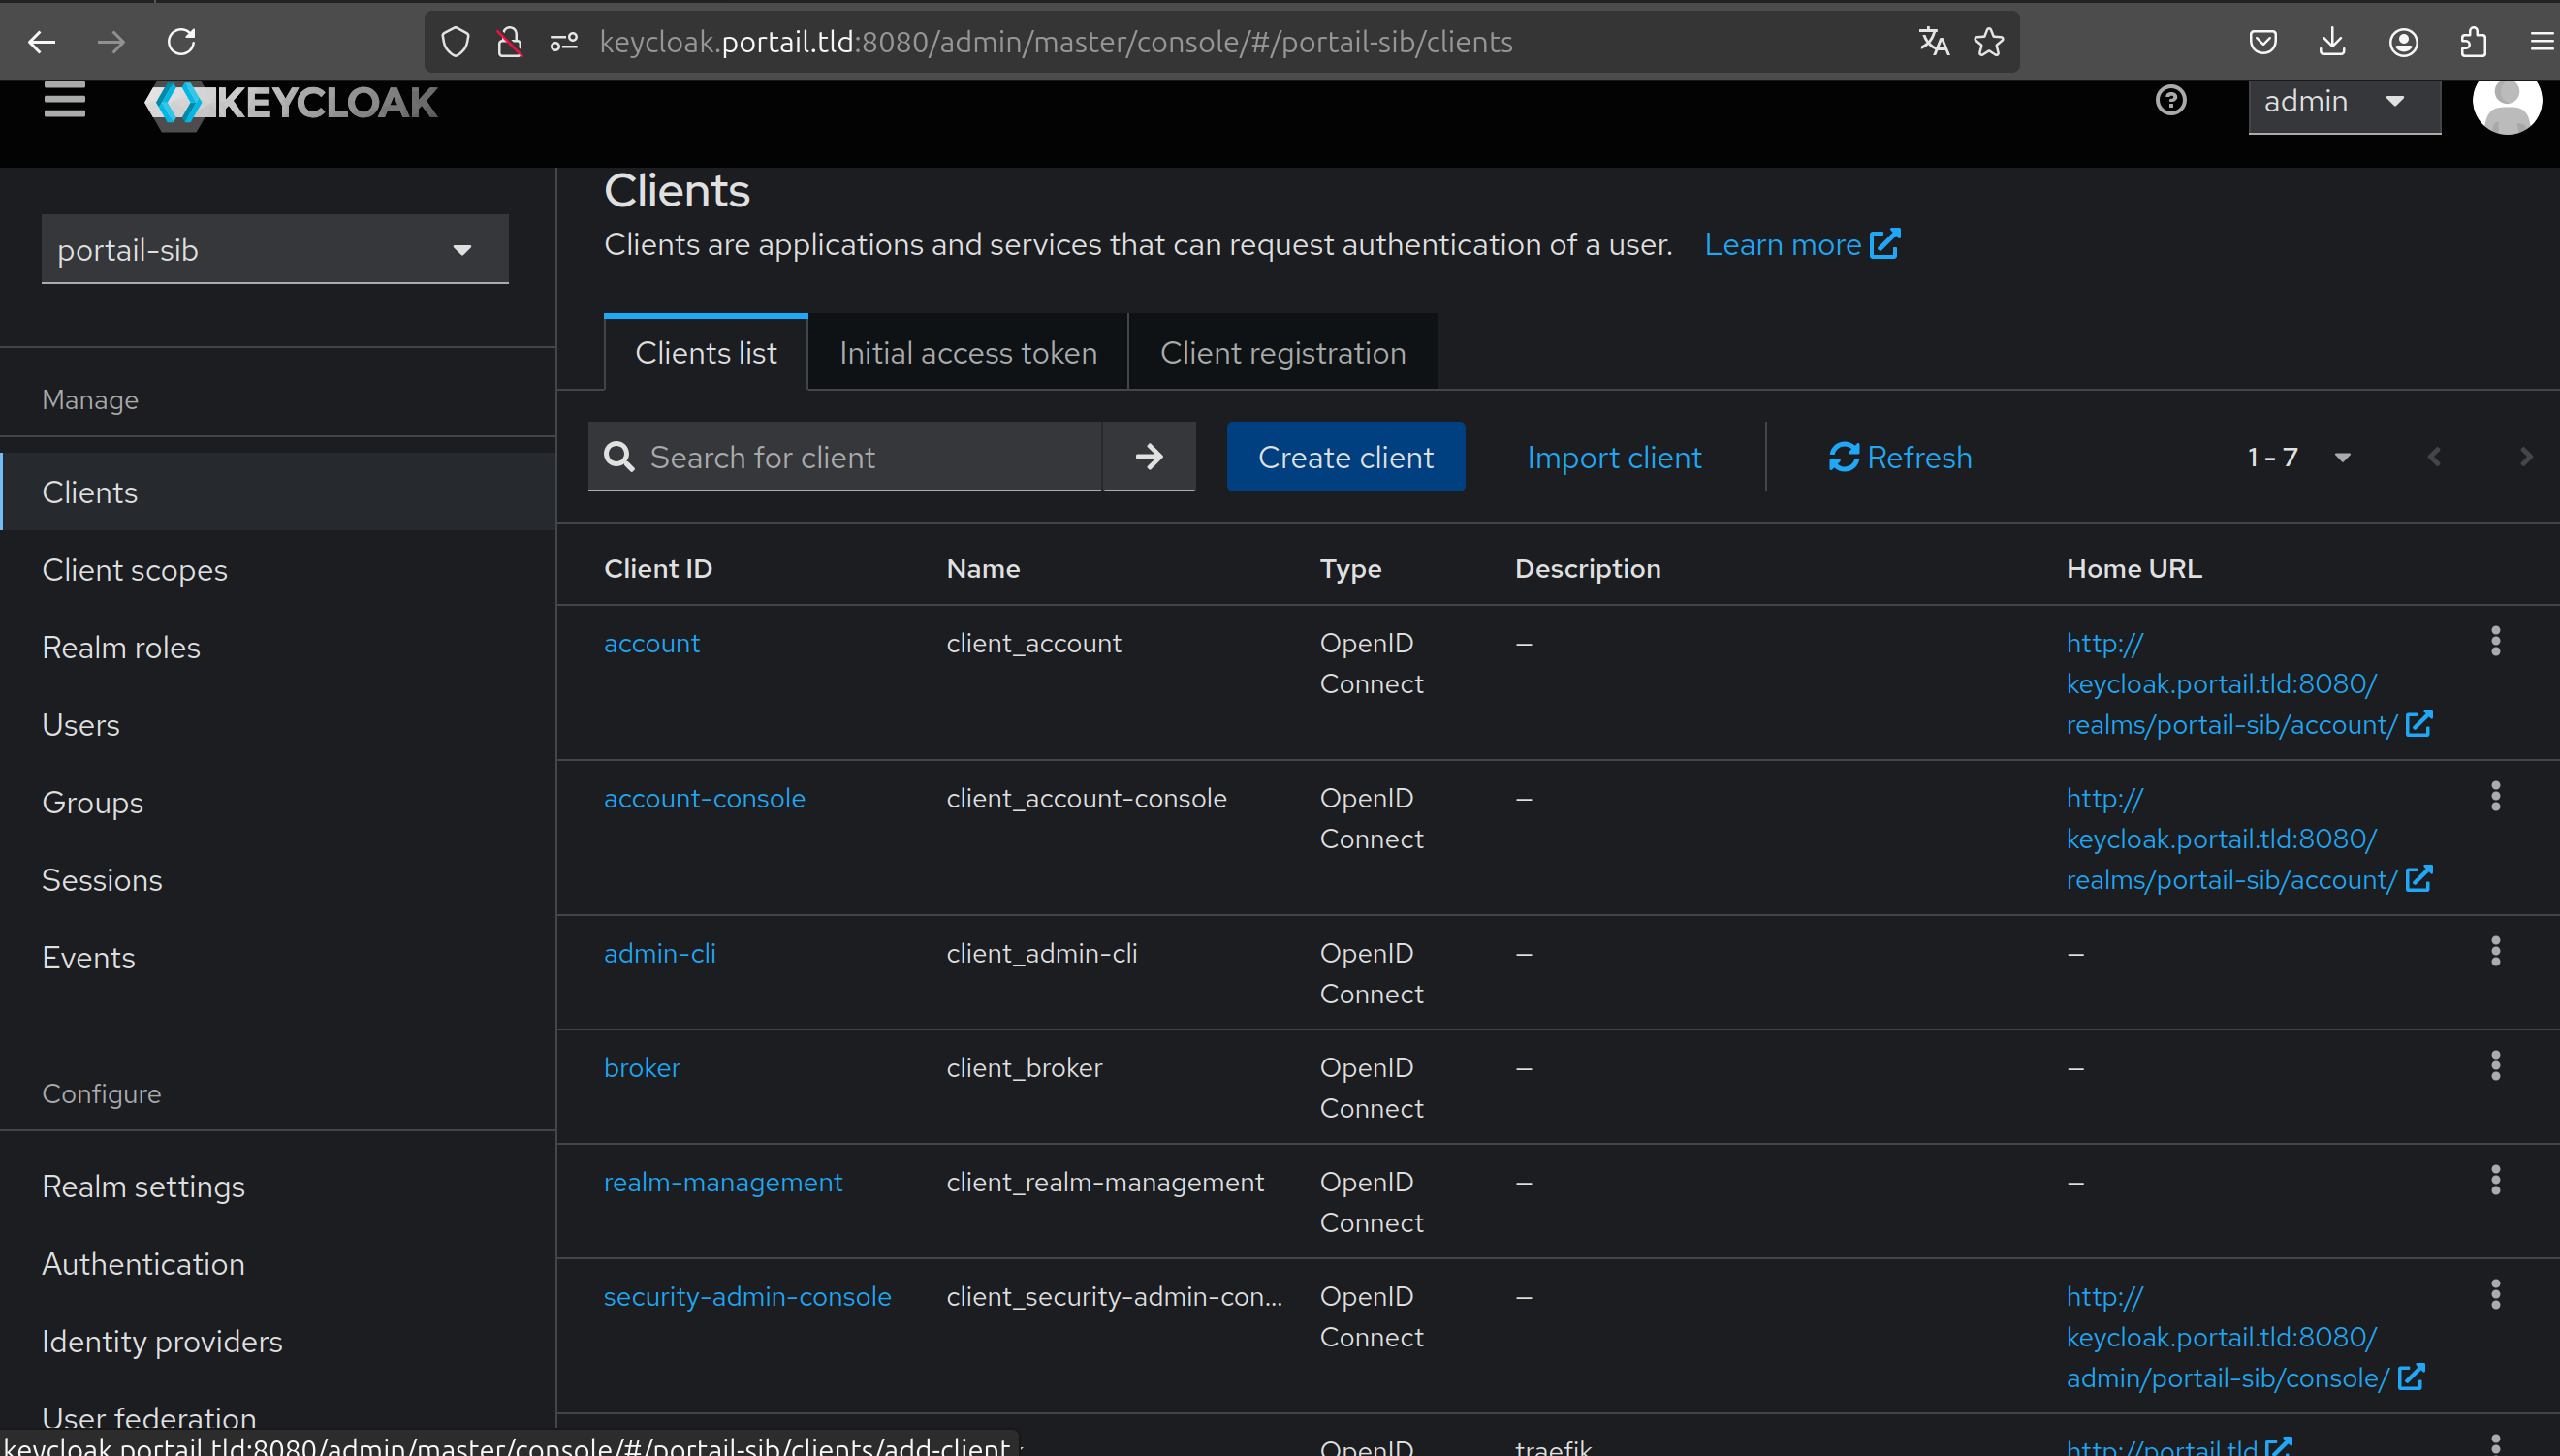 keycloak.portail.tld:8080/admin/master/console/#/portail-sib/clients
KEYCLOAK
admin
portail-sib
Manage
Clients
Client scopes
Realm roles
Users
Groups
Sessions
Events
Configure
Realm settings
Authentication
Identity providers
User federation
Clients
Clients are applications and services that can request authentication of a user. Learn more
Clients list Initial access token Client registration
Search for client Create client Import client Refresh 1 - 7
Client ID Name Type Description Home URL
account client_account OpenID – http://
Connect keycloak.portail.tld:8080/
realms/portail-sib/account/
account-console client_account-console OpenID – http://
Connect keycloak.portail.tld:8080/
realms/portail-sib/account/
admin-cli client_admin-cli OpenID – –
Connect
broker client_broker OpenID – –
Connect
realm-management client_realm-management OpenID – –
Connect
security-admin-console client_security-admin-con... OpenID – http://
Connect keycloak.portail.tld:8080/
admin/portail-sib/console/
OpenID traefik http://portail.tld
keycloak.portail.tld:8080/admin/master/console/#/portail-sib/clients/add-client